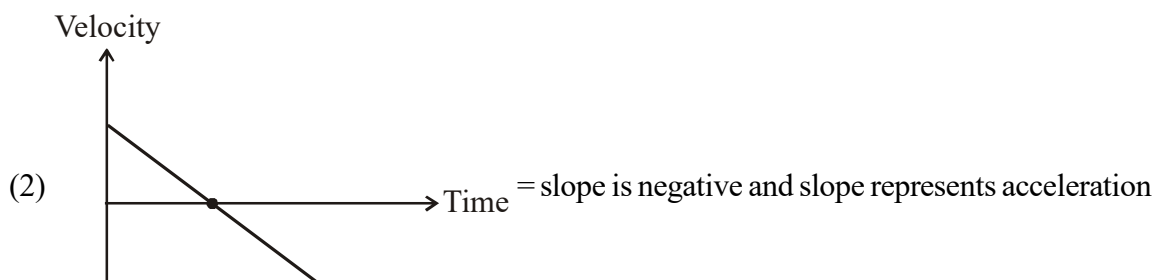 Velocity
(2) Time = slope is negative and slope represents acceleration